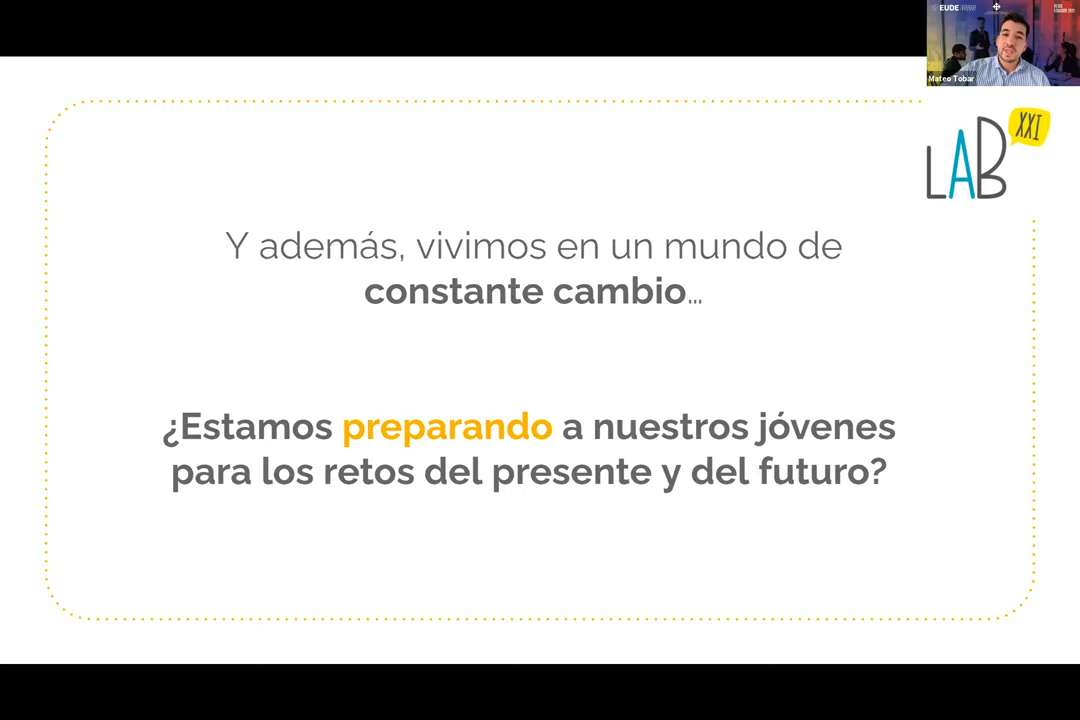 EUDE
Mateo Tobar
LAB XXI
Y además, vivimos en un mundo de
constante cambio...
¿Estamos preparando a nuestros jóvenes
para los retos del presente y del futuro?